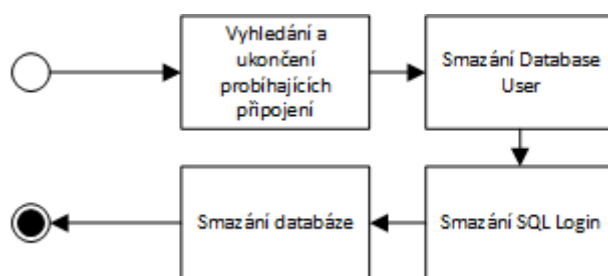 Vyhledání a
ukončení
probíhajících
připojení
Smazání Database
User
Smazání SQL Login
Smazání databáze